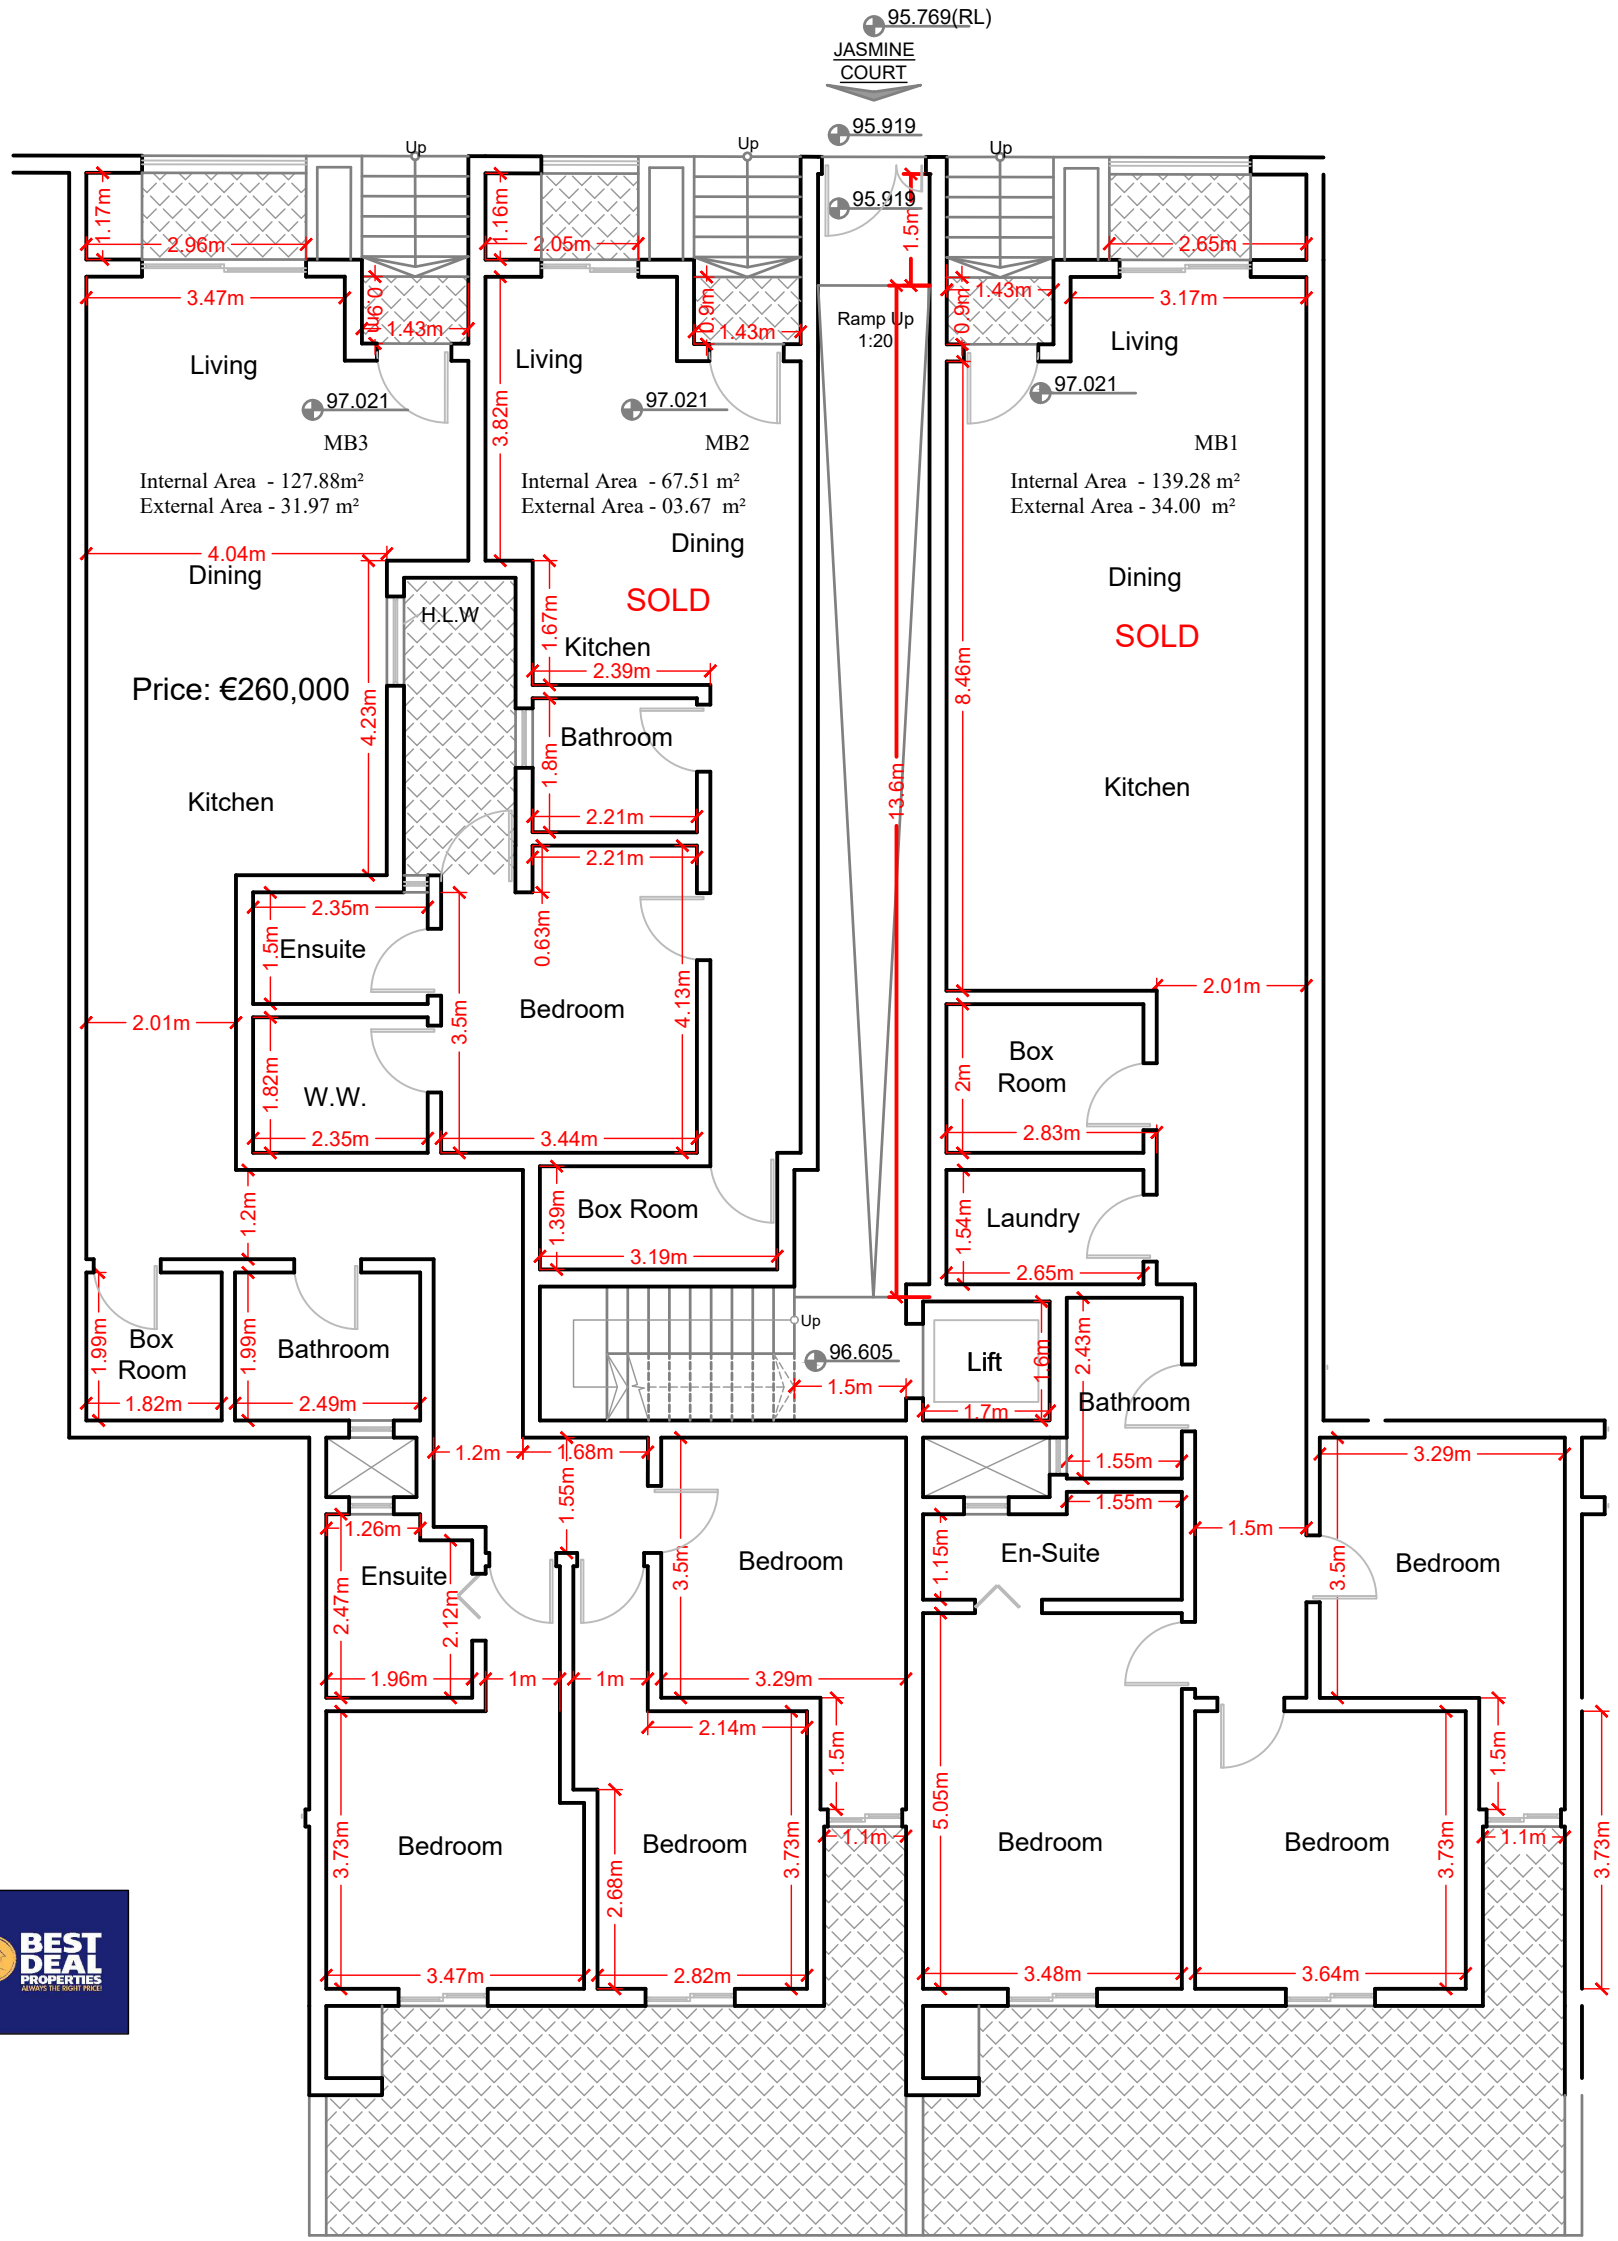 95.769(RL)
JASMINE
COURT
95.919
Up
Up
Up
95.919
1.17m
2.96m
1.16m
2.05m
1.5m
2.65m
3.47m
0.9m
1.43m
0.9m
1.43m
0.9m
1.43m
3.17m
Ramp Up
1:20
Living
Living
Living
97.021
97.021
97.021
3.82m
MB3
Internal Area - 127.88m²
External Area - 31.97 m²
MB2
Internal Area - 67.51 m²
External Area - 03.67 m²
MB1
Internal Area - 139.28 m²
External Area - 34.00 m²
4.04m
Dining
Dining
Dining
H.L.W
SOLD
SOLD
1.67m
Kitchen
2.39m
8.46m
Price: €260,000
4.23m
Bathroom
1.8m
2.21m
13.6m
Kitchen
Kitchen
2.21m
2.35m
1.5m
Ensuite
0.63m
3.5m
4.13m
Bedroom
2.01m
2.01m
1.82m
W.W.
2.35m
3.44m
Box
Room
2m
2.83m
1.2m
1.39m
Box Room
3.19m
1.54m
Laundry
2.65m
1.99m
Box
Room
1.82m
1.99m
Bathroom
2.49m
Up
96.605
1.5m
Lift
1.6m
1.7m
2.43m
Bathroom
1.55m
1.2m
1.68m
1.55m
3.29m
1.55m
1.26m
1.5m
Ensuite
2.47m
2.12m
1.96m
1m
1m
3.5m
Bedroom
3.29m
1.15m
En-Suite
3.5m
Bedroom
2.14m
1.5m
1.5m
3.73m
Bedroom
3.47m
2.68m
Bedroom
3.73m
2.82m
1.1m
5.05m
Bedroom
3.48m
Bedroom
3.73m
3.64m
1.1m
3.73m
BEST
DEAL
PROPERTIES
ALWAYS THE RIGHT PRICE!